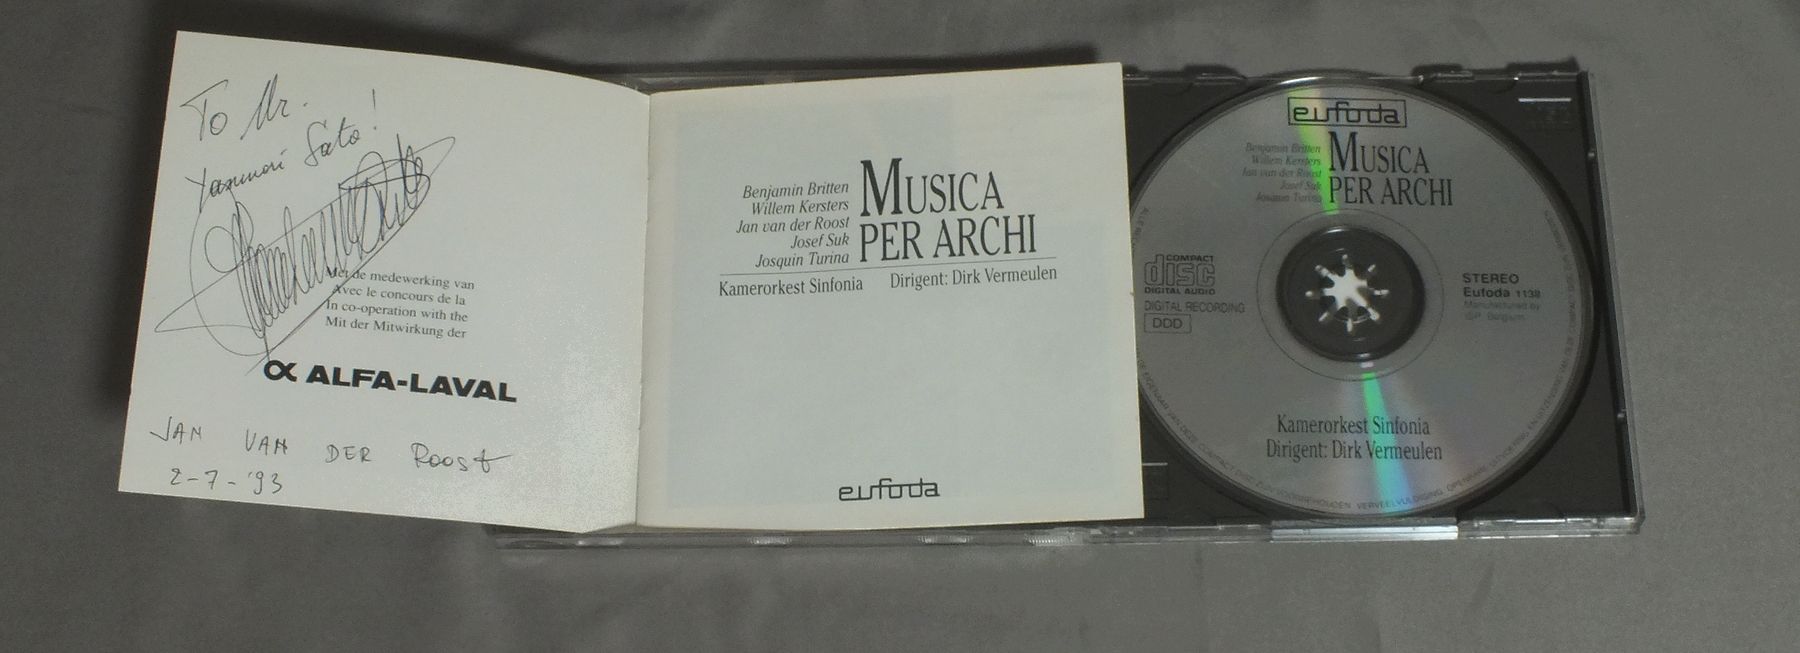 To Mr.
Yasunori Sato!
Met de medewerking van
Avec le concours de la
In co-operation with the
Mit der Mitwirkung der
ALFA-LAVAL
JAN VAN DER ROOST
2-7-'93
Benjamin Britten
Willem Kersters
Jan van der Roost
Josef Suk
Josquin Turina
MUSICA
PER ARCHI
Kamerorkest Sinfonia Dirigent: Dirk Vermeulen
eufoda
eufoda
Benjamin Britten
Willem Kersters
Jan van der Roost
Josef Suk
Josquin Turina
MUSICA
PER ARCHI
COMPACT
disc
DIGITAL AUDIO
DIGITAL RECORDING
DDD
STEREO
Eufoda 1138
Manufactured by
Belgium
Kamerorkest Sinfonia
Dirigent: Dirk Vermeulen